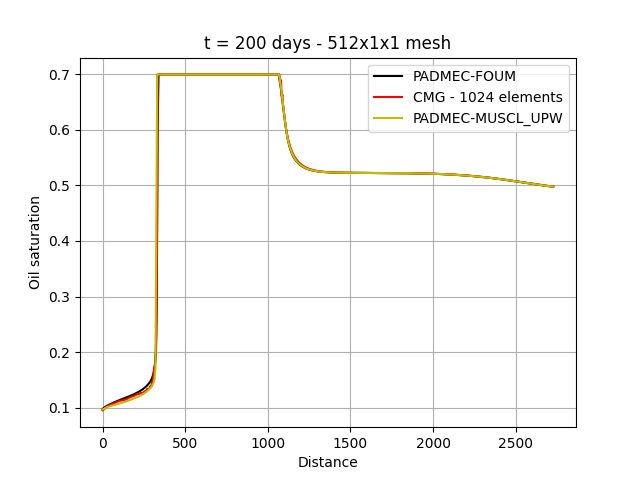 t = 200 days - 512x1x1 mesh
PADMEC-FOUM
CMG - 1024 elements
PADMEC-MUSCL_UPW
Oil saturation
0.7
0.6
0.5
0.4
0.3
0.2
0.1
0 500 1000 1500 2000 2500
Distance